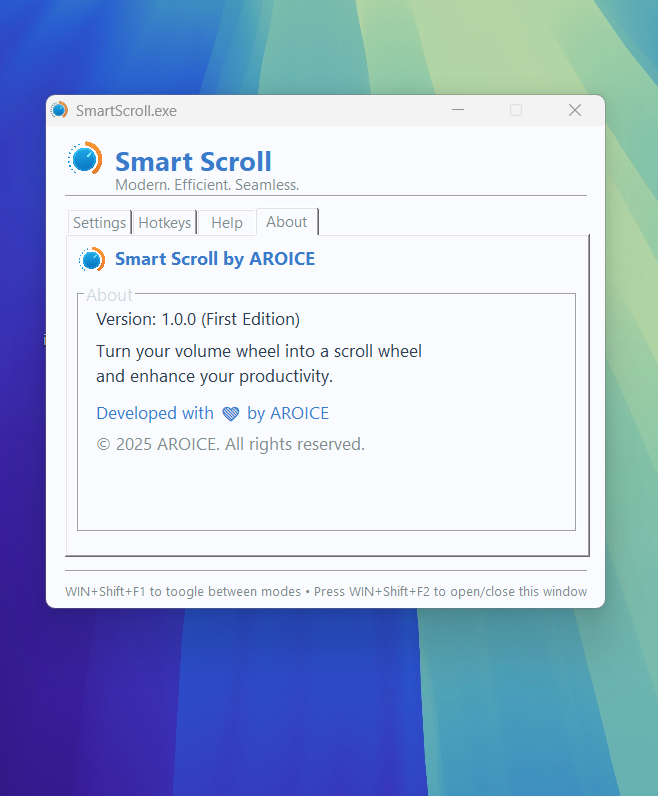 SmartScroll.exe
Smart Scroll
Modern. Efficient. Seamless.
Settings Hotkeys Help About
Smart Scroll by AROICE
About
Version: 1.0.0 (First Edition)
Turn your volume wheel into a scroll wheel
and enhance your productivity.
Developed with 💙 by AROICE
© 2025 AROICE. All rights reserved.
WIN+Shift+F1 to toogle between modes • Press WIN+Shift+F2 to open/close this window